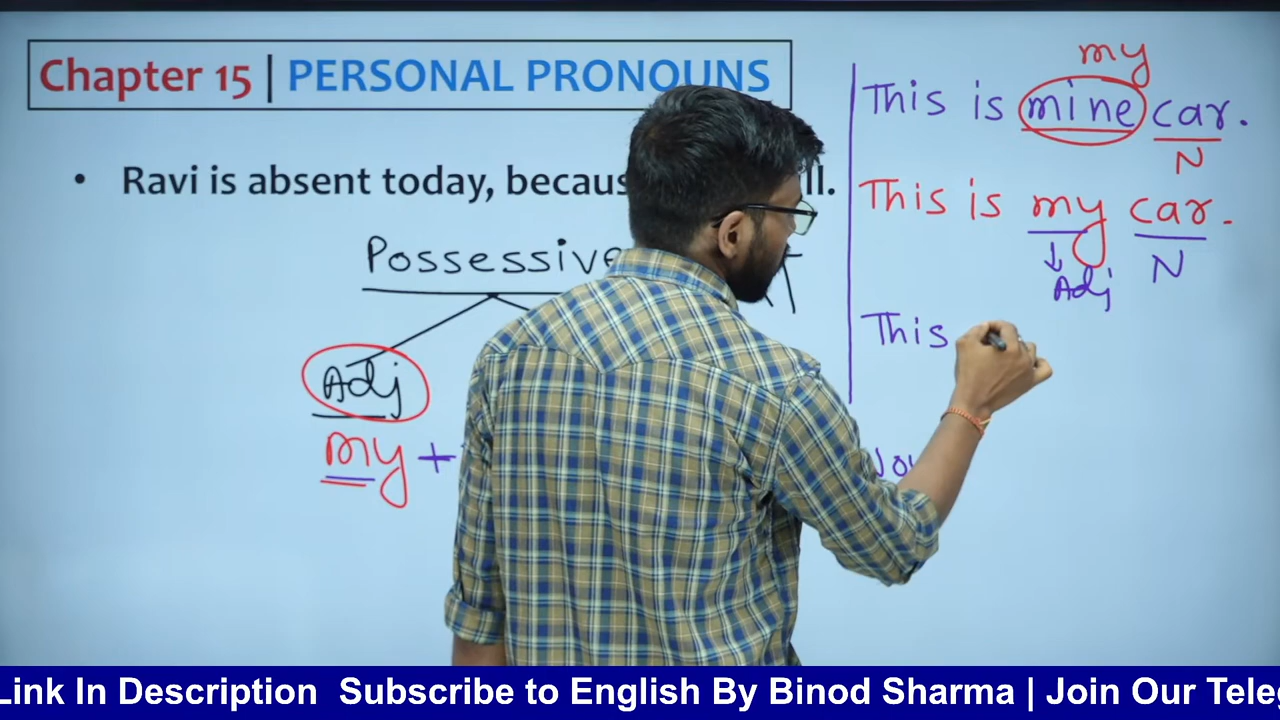 Chapter 15 | PERSONAL PRONOUNS
• Ravi is absent today, becaus ll.
Possessive
Adj
my +
my
This is mine car.
N
This is my car.
Adj N
This
Link In Description Subscribe to English By Binod Sharma | Join Our Teleg